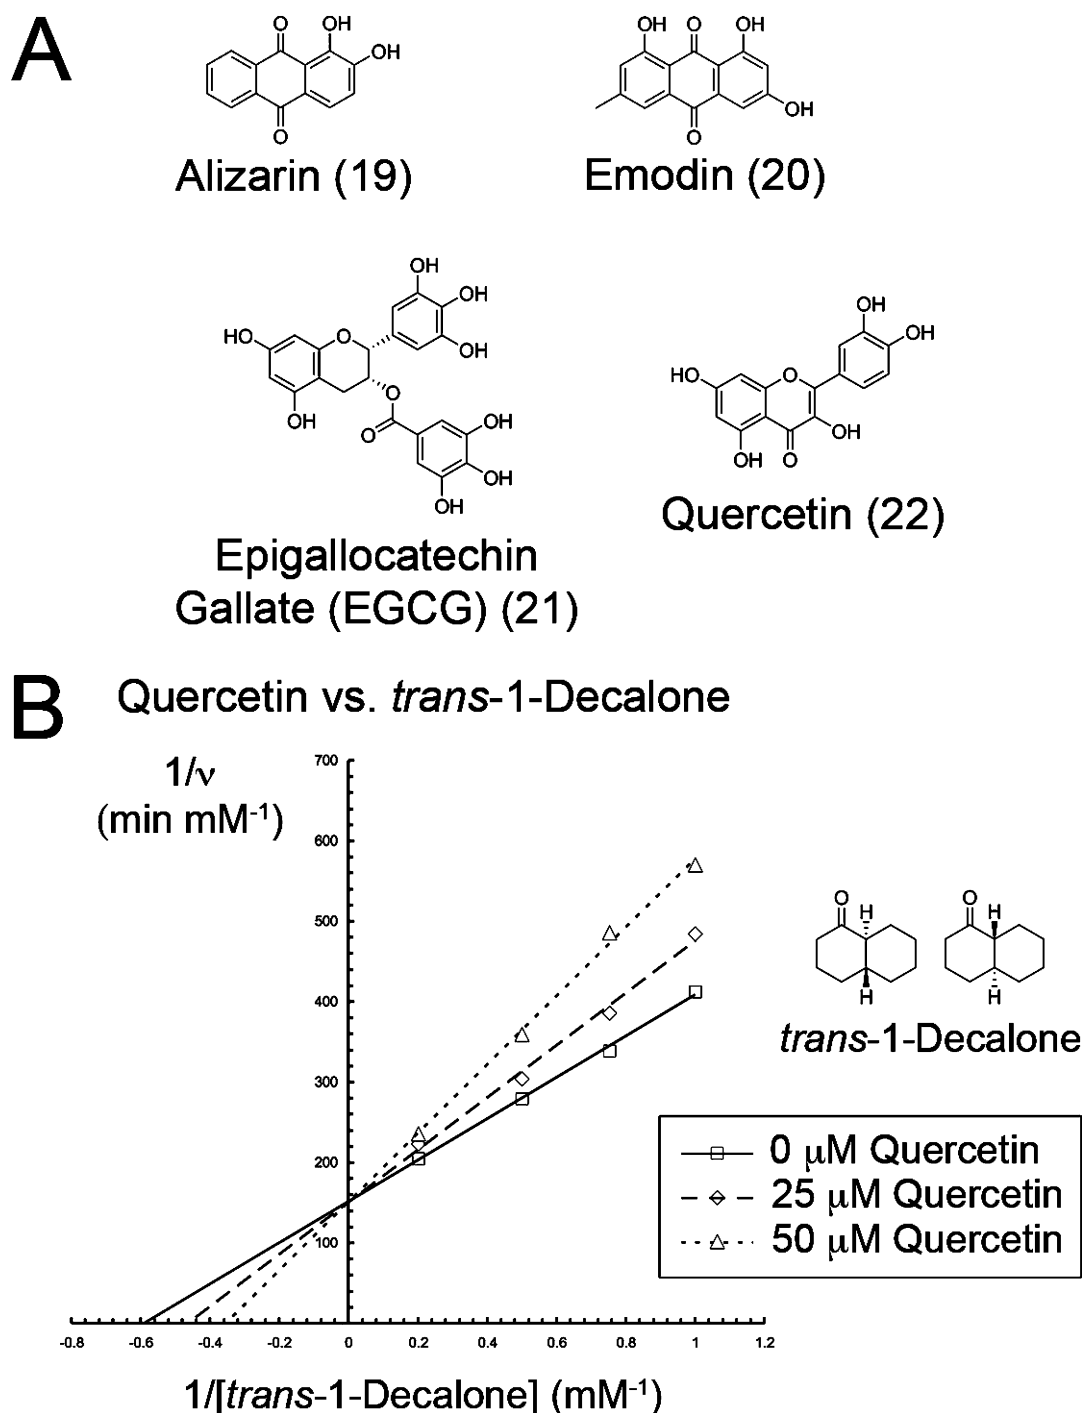 A
O OH
OH
O
Alizarin (19)
OH O OH
OH
O
Emodin (20)
OH
OH
HO
O
OH
OH
O
O
OH
OH
OH
Epigallocatechin
Gallate (EGCG) (21)
OH
OH
HO
O
OH
OH O
Quercetin (22)
B
Quercetin vs. trans-1-Decalone
1/ν
(min mM⁻¹)
700
600
500
400
300
200
100
-0.8 -0.6 -0.4 -0.2 0 0.2 0.4 0.6 0.8 1 1.2
1/[trans-1-Decalone] (mM⁻¹)
O H
H
O H
H
trans-1-Decalone
0 μM Quercetin
25 μM Quercetin
50 μM Quercetin